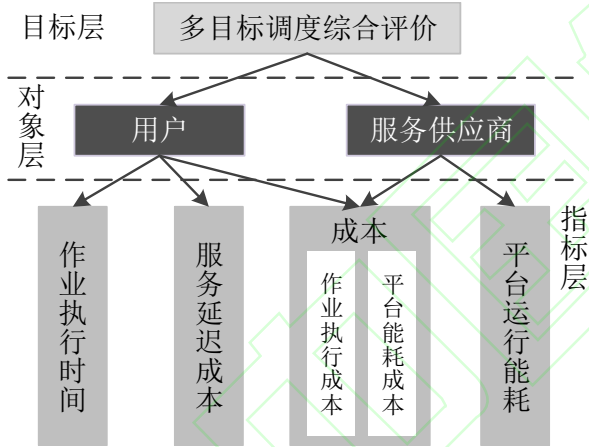 目标层
多目标调度综合评价
对象层
用户
服务供应商
指标层
作业执行时间
服务延迟成本
成本
作业执行成本
平台能耗成本
平台运行能耗